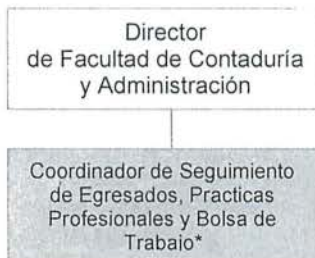 Director
de Facultad de Contaduría
y Administración
Coordinador de Seguimiento
de Egresados, Practicas
Profesionales y Bolsa de
Trabajo*